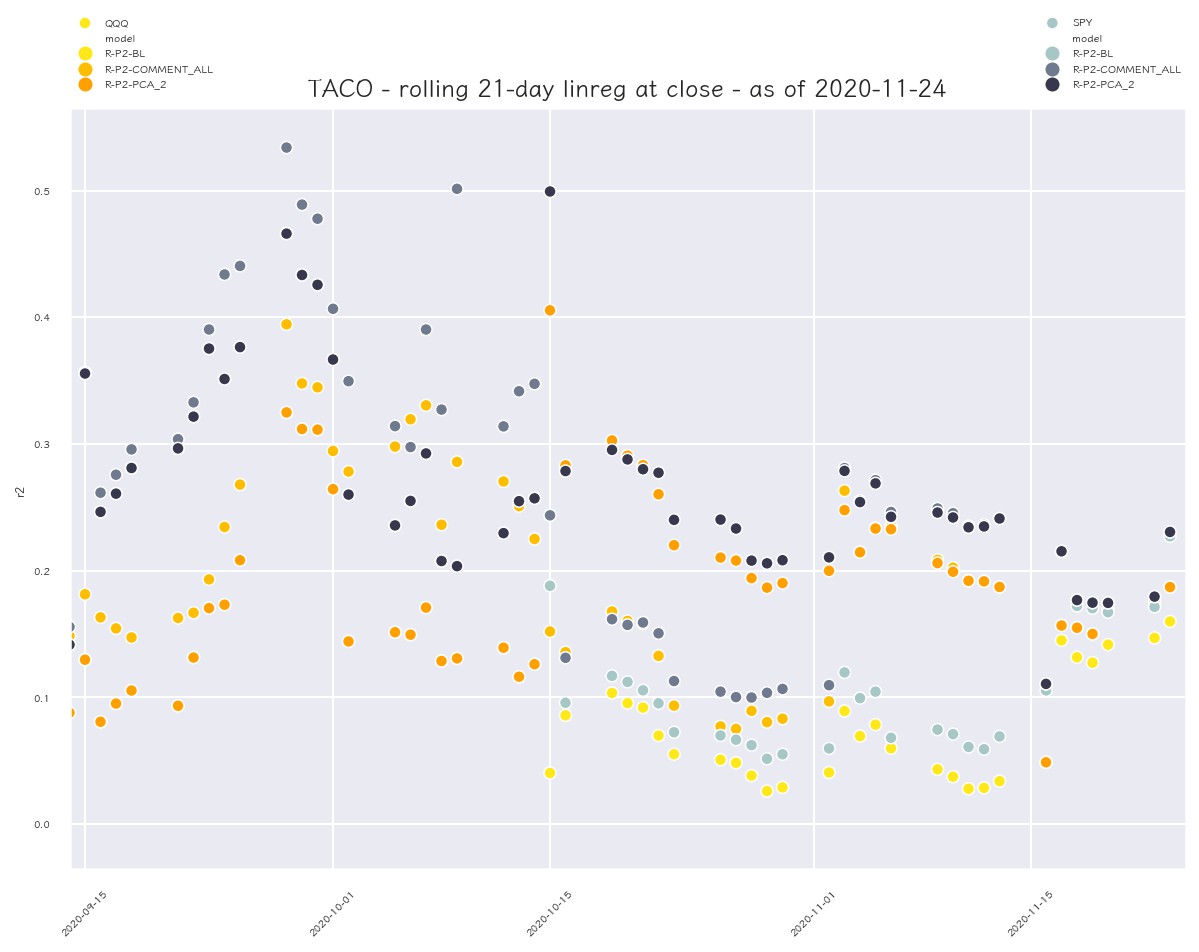 QQQ
model
R-P2-BL
R-P2-COMMENT_ALL
R-P2-PCA_2
SPY
model
R-P2-BL
R-P2-COMMENT_ALL
R-P2-PCA_2
TACO - rolling 21-day linreg at close - as of 2020-11-24
r2
0.5
0.4
0.3
0.2
0.1
0.0
2020-09-15
2020-10-01
2020-10-15
2020-11-01
2020-11-15